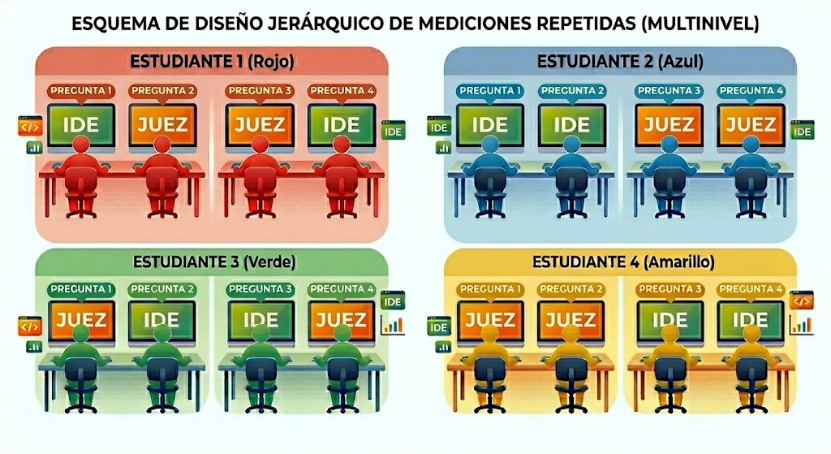 ESQUEMA DE DISEÑO JERÁRQUICO DE MEDICIONES REPETIDAS (MULTINIVEL)
ESTUDIANTE 1 (Rojo)
PREGUNTA 1 PREGUNTA 2 PREGUNTA 3 PREGUNTA 4
</> IDE JUEZ JUEZ IDE IDE
ESTUDIANTE 2 (Azul)
PREGUNTA 1 PREGUNTA 2 PREGUNTA 3 PREGUNTA 4
IDE IDE IDE JUEZ JUEZ IDE
ESTUDIANTE 3 (Verde)
PREGUNTA 1 PREGUNTA 2 PREGUNTA 3 PREGUNTA 4
</> JUEZ IDE IDE JUEZ IDE
ESTUDIANTE 4 (Amarillo)
PREGUNTA 1 PREGUNTA 2 PREGUNTA 3 PREGUNTA 4
IDE JUEZ JUEZ IDE IDE </>